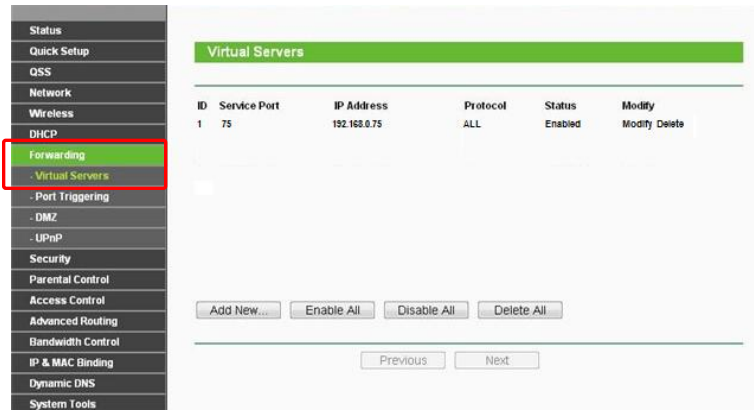 Status
Quick Setup
QSS
Network
Wireless
DHCP
Forwarding
- Virtual Servers
- Port Triggering
- DMZ
- UPnP
Security
Parental Control
Access Control
Advanced Routing
Bandwidth Control
IP & MAC Binding
Dynamic DNS
System Tools
Virtual Servers
ID Service Port IP Address Protocol Status Modify
1 75 192.168.0.75 ALL Enabled Modify Delete
Add New... Enable All Disable All Delete All
Previous Next